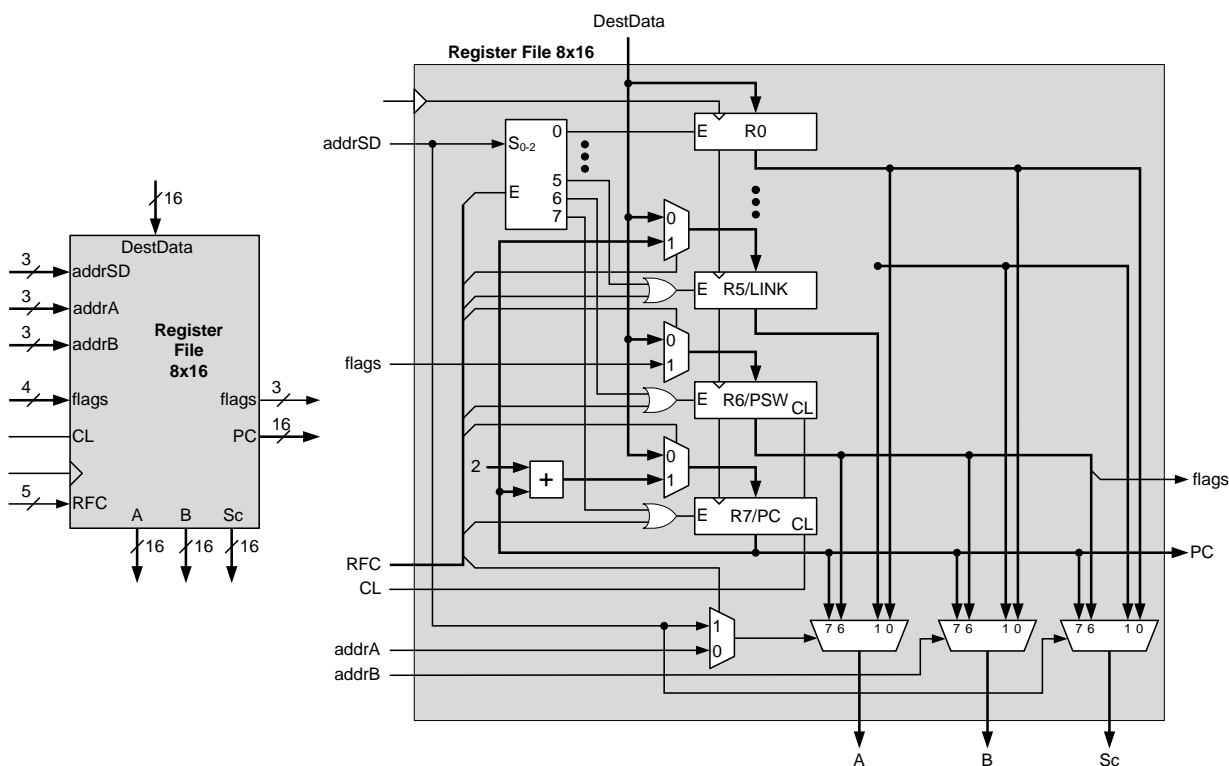 16
DestData
3
addrSD
3
addrA
3
addrB
Register
File
8x16
4
flags
flags
3
CL
PC
16
5
RFC
A
B
Sc
16
16
16
DestData
Register File 8x16
addrSD
S0-2
E
0
5
6
7
E
R0
0
1
E
R5/LINK
flags
0
1
E
R6/PSW
CL
2
+
0
1
E
R7/PC
CL
flags
PC
RFC
CL
1
0
addrA
addrB
7 6 1 0
7 6 1 0
7 6 1 0
A
B
Sc